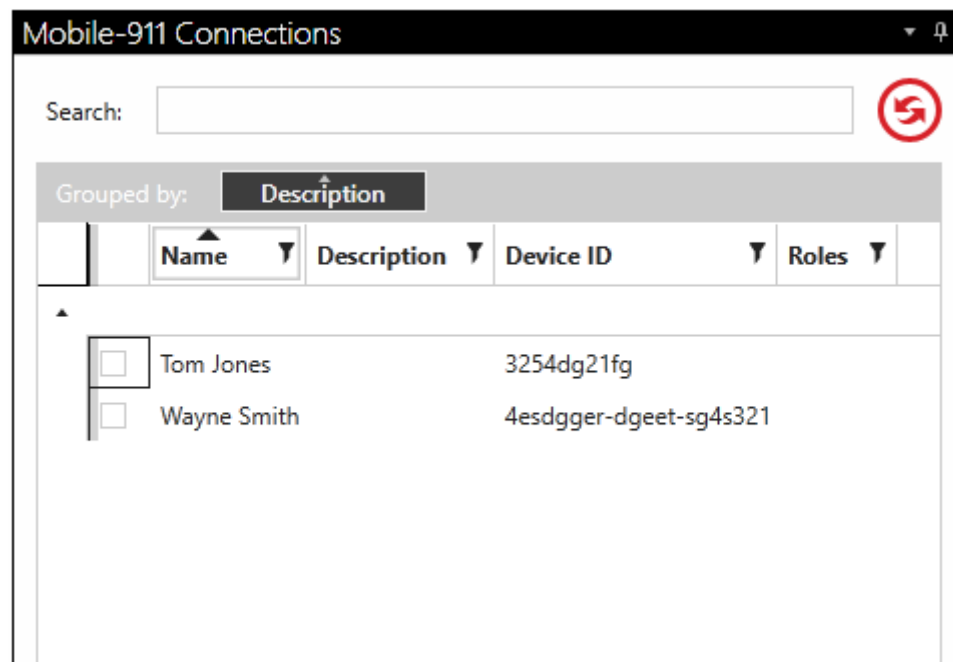 Mobile-911 Connections
Search:
Grouped by: Description
Name Description Device ID Roles
Tom Jones 3254dg21fg
Wayne Smith 4esdgger-dgeet-sg4s321